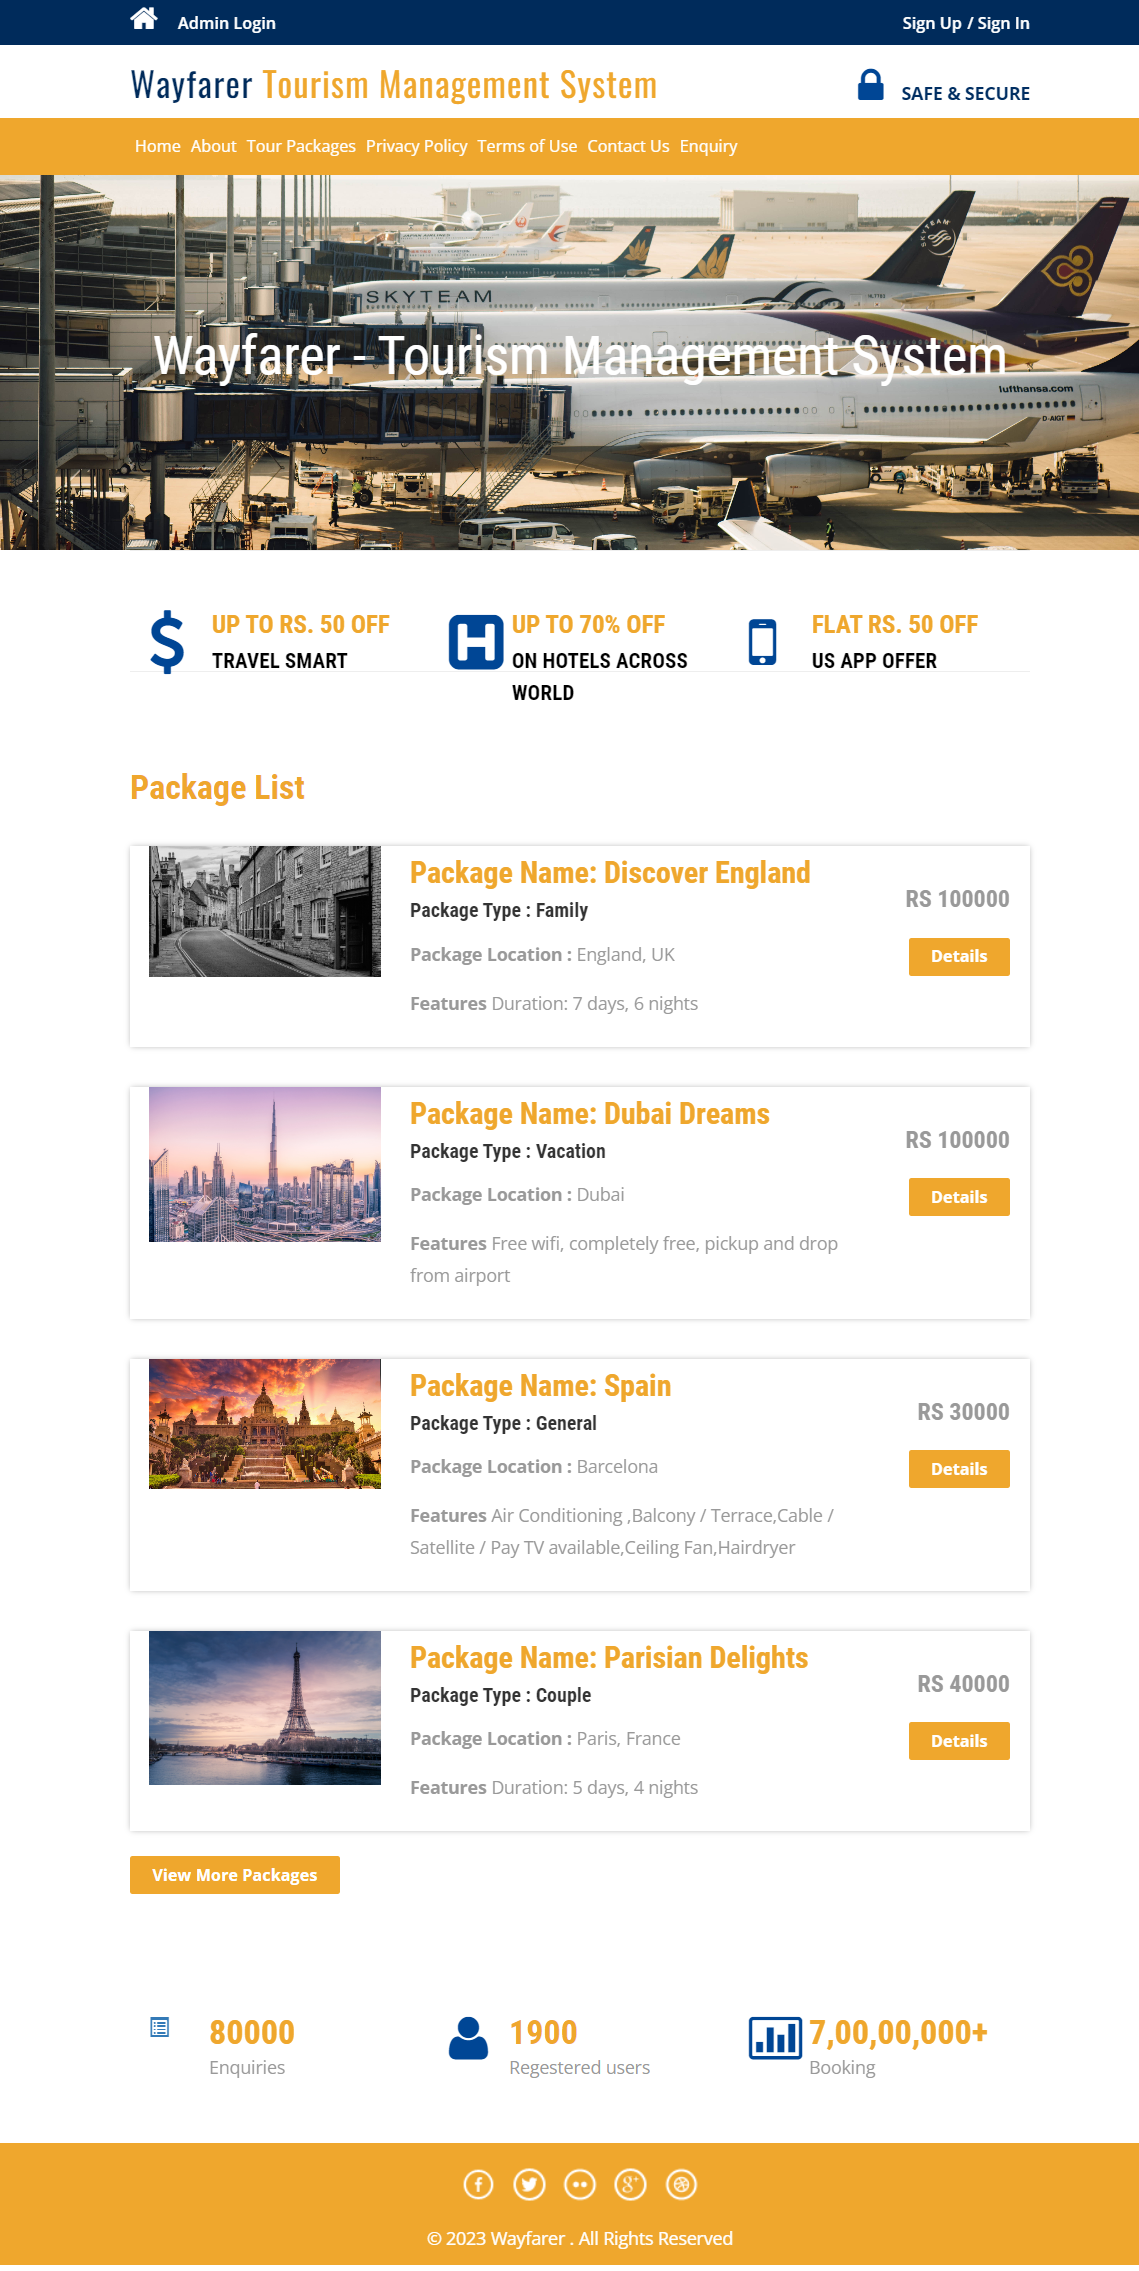 Admin Login
Sign Up / Sign In
Wayfarer Tourism Management System
SAFE & SECURE
Home About Tour Packages Privacy Policy Terms of Use Contact Us Enquiry
SKYTEAM
SKYTEAM
lufthansa.com
D-AIGT
Wayfarer - Tourism Management System
UP TO RS. 50 OFF
TRAVEL SMART
UP TO 70% OFF
ON HOTELS ACROSS
WORLD
FLAT RS. 50 OFF
US APP OFFER
Package List
Package Name: Discover England
Package Type : Family
Package Location : England, UK
Features Duration: 7 days, 6 nights
RS 100000
Details
Package Name: Dubai Dreams
Package Type : Vacation
Package Location : Dubai
Features Free wifi, completely free, pickup and drop
from airport
RS 100000
Details
Package Name: Spain
Package Type : General
Package Location : Barcelona
Features Air Conditioning ,Balcony / Terrace,Cable /
Satellite / Pay TV available,Ceiling Fan,Hairdryer
RS 30000
Details
Package Name: Parisian Delights
Package Type : Couple
Package Location : Paris, France
Features Duration: 5 days, 4 nights
RS 40000
Details
View More Packages
80000
Enquiries
1900
Regestered users
7,00,00,000+
Booking
© 2023 Wayfarer . All Rights Reserved